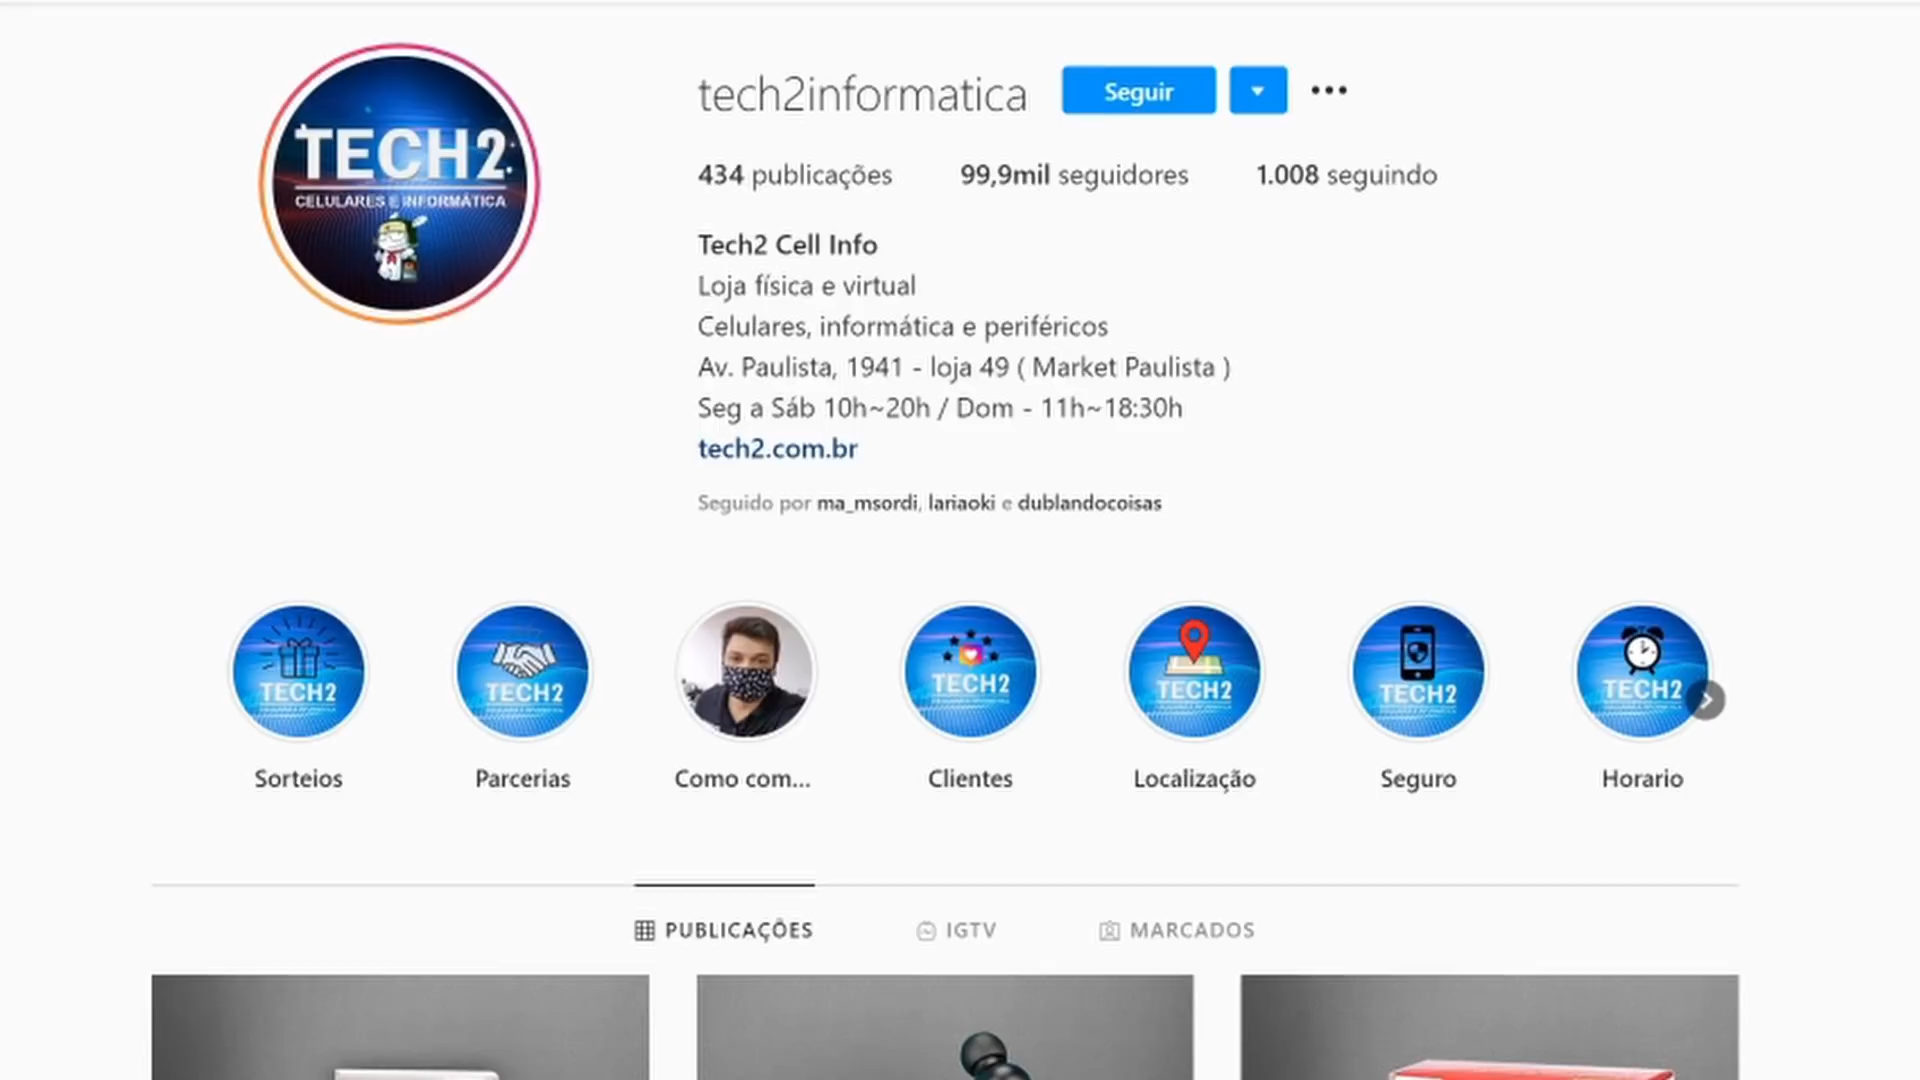 TECH2
CELULARES E INFORMÁTICA
tech2informatica
Seguir
434 publicações
99,9mil seguidores
1.008 seguindo
Tech2 Cell Info
Loja física e virtual
Celulares, informática e periféricos
Av. Paulista, 1941 - loja 49 ( Market Paulista )
Seg a Sáb 10h~20h / Dom - 11h~18:30h
tech2.com.br
Seguido por ma_msordi, lariaoki e dublandocoisas
TECH2
TECH2
TECH2
TECH2
TECH2
TECH2
Sorteios
Parcerias
Como com...
Clientes
Localização
Seguro
Horario
PUBLICAÇÕES
IGTV
MARCADOS